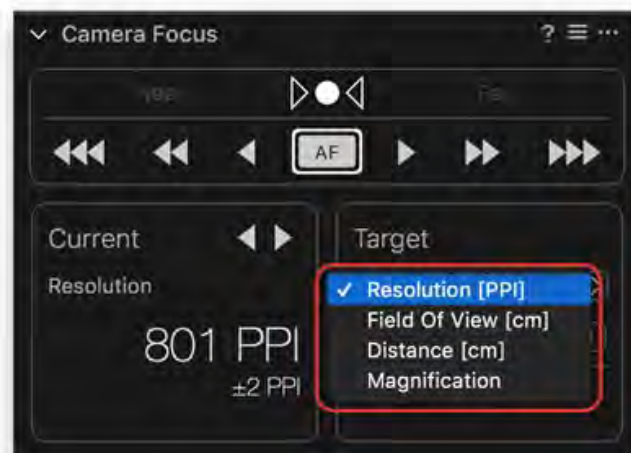 Camera Focus
?
AF
Current
Resolution
801 PPI
±2 PPI
Target
✓ Resolution [PPI]
Field Of View [cm]
Distance [cm]
Magnification